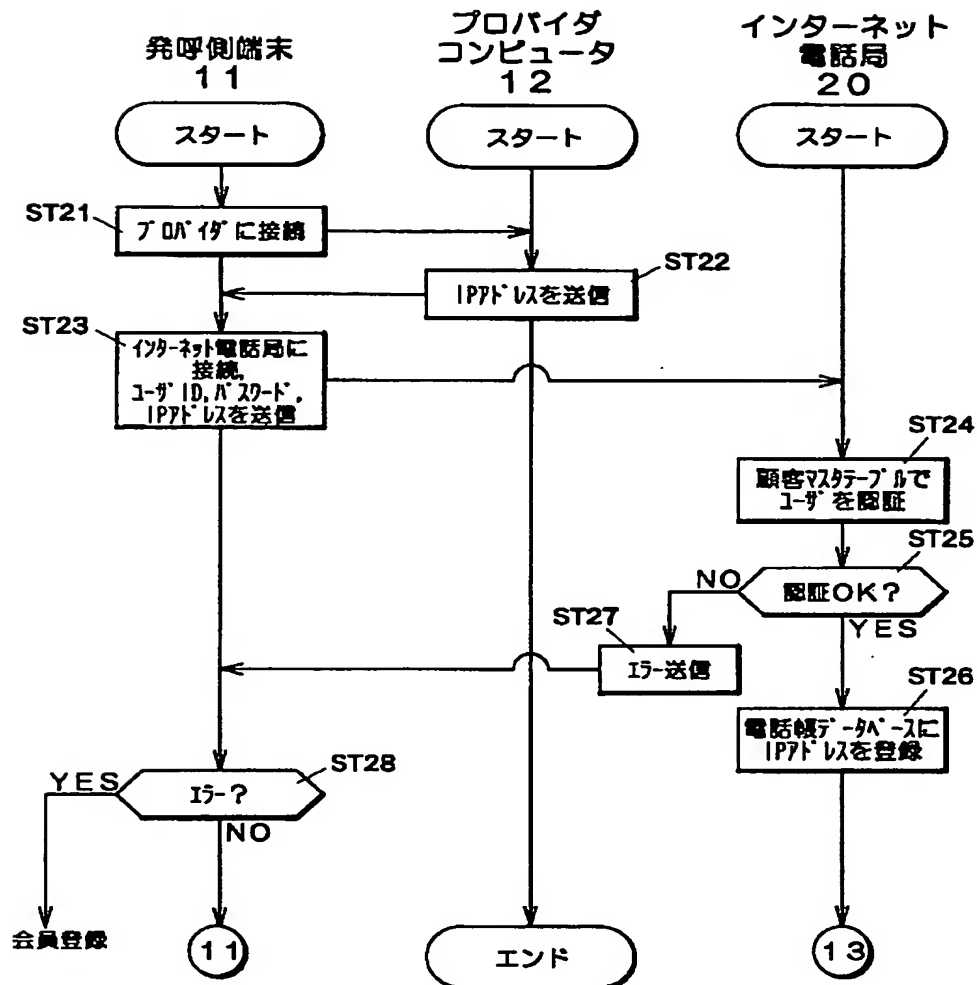 発呼側端末
11
プロバイダ
コンピュータ
12
インターネット
電話局
20
スタート
スタート
スタート
ST21
プロバイダに接続
ST22
IPアドレスを送信
ST23
インターネット電話局に
接続,
ユーザID,パスワード,
IPアドレスを送信
ST24
顧客マスタテーブルで
ユーザを認証
ST25
認証OK?
NO
YES
ST27
エラー送信
ST26
電話帳データベースに
IPアドレスを登録
ST28
エラー?
YES
NO
会員登録
11
エンド
13